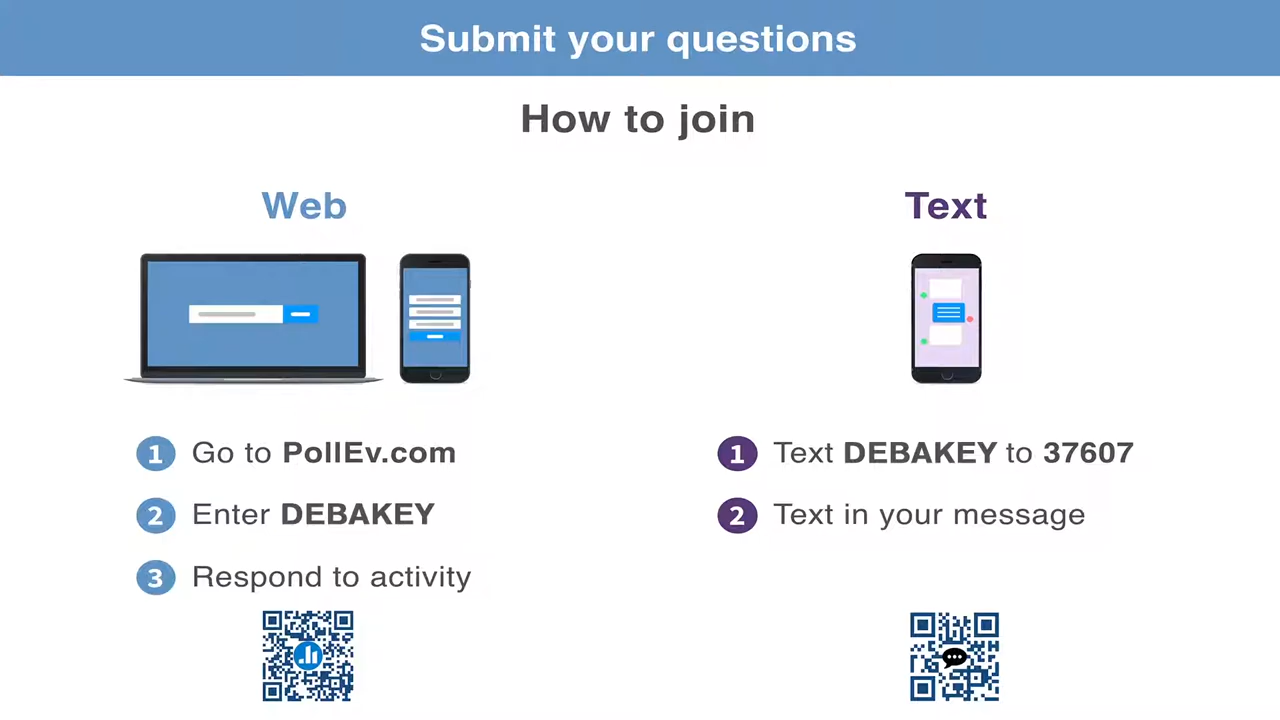 Submit your questions
How to join
Web
1 Go to PollEv.com
2 Enter DEBAKEY
3 Respond to activity
Text
1 Text DEBAKEY to 37607
2 Text in your message